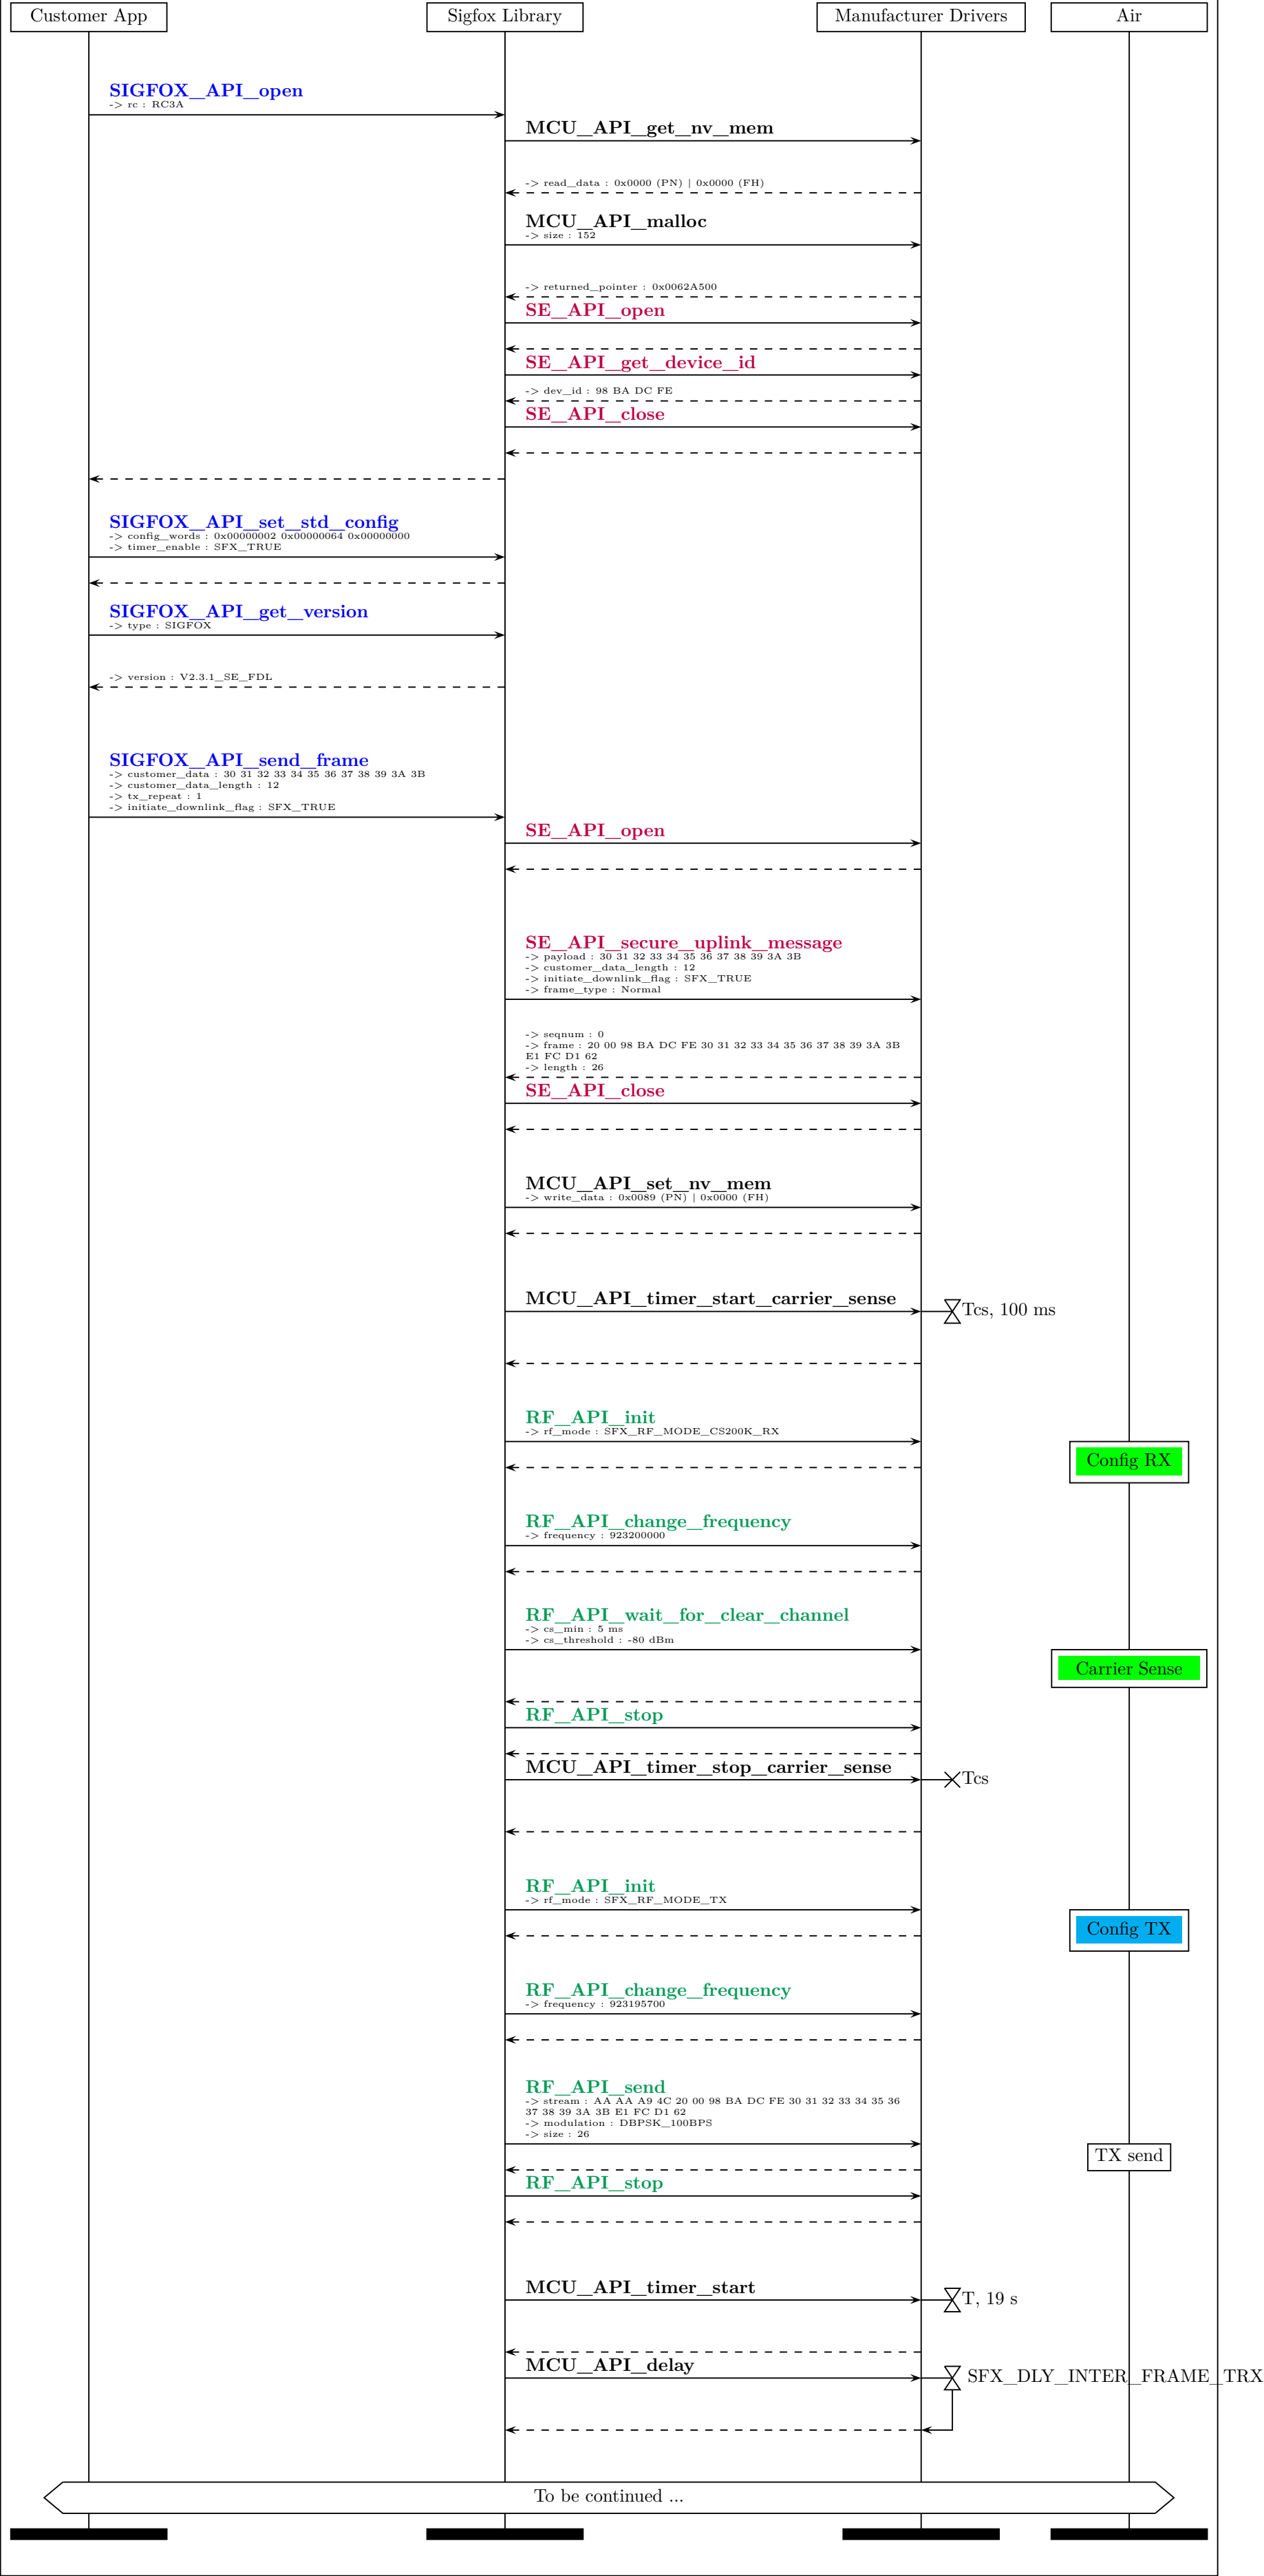 Customer App
Sigfox Library
Manufacturer Drivers
Air
SIGFOX_API_open
-> rc : RC3A
MCU_API_get_nv_mem
-> read_data : 0x0000 (PN) | 0x0000 (FH)
MCU_API_malloc
-> size : 152
-> returned_pointer : 0x0062A500
SE_API_open
SE_API_get_device_id
-> dev_id : 98 BA DC FE
SE_API_close
SIGFOX_API_set_std_config
-> config_words : 0x00000002 0x00000064 0x00000000
-> timer_enable : SFX_TRUE
SIGFOX_API_get_version
-> type : SIGFOX
-> version : V2.3.1_SE_FDL
SIGFOX_API_send_frame
-> customer_data : 30 31 32 33 34 35 36 37 38 39 3A 3B
-> customer_data_length : 12
-> tx_repeat : 1
-> initiate_downlink_flag : SFX_TRUE
SE_API_open
SE_API_secure_uplink_message
-> payload : 30 31 32 33 34 35 36 37 38 39 3A 3B
-> customer_data_length : 12
-> initiate_downlink_flag : SFX_TRUE
-> frame_type : Normal
-> seqnum : 0
-> frame : 20 00 98 BA DC FE 30 31 32 33 34 35 36 37 38 39 3A 3B
E1 FC D1 62
-> length : 26
SE_API_close
MCU_API_set_nv_mem
-> write_data : 0x0089 (PN) | 0x0000 (FH)
MCU_API_timer_start_carrier_sense
Tcs, 100 ms
RF_API_init
-> rf_mode : SFX_RF_MODE_CS200K_RX
Config RX
RF_API_change_frequency
-> frequency : 923200000
RF_API_wait_for_clear_channel
-> cs_min : 5 ms
-> cs_threshold : -80 dBm
Carrier Sense
RF_API_stop
MCU_API_timer_stop_carrier_sense
Tcs
RF_API_init
-> rf_mode : SFX_RF_MODE_TX
Config TX
RF_API_change_frequency
-> frequency : 923195700
RF_API_send
-> stream : AA AA A9 4C 20 00 98 BA DC FE 30 31 32 33 34 35 36
37 38 39 3A 3B E1 FC D1 62
-> modulation : DBPSK_100BPS
-> size : 26
TX send
RF_API_stop
MCU_API_timer_start
T, 19 s
MCU_API_delay
SFX_DLY_INTER_FRAME_TRX
To be continued ...